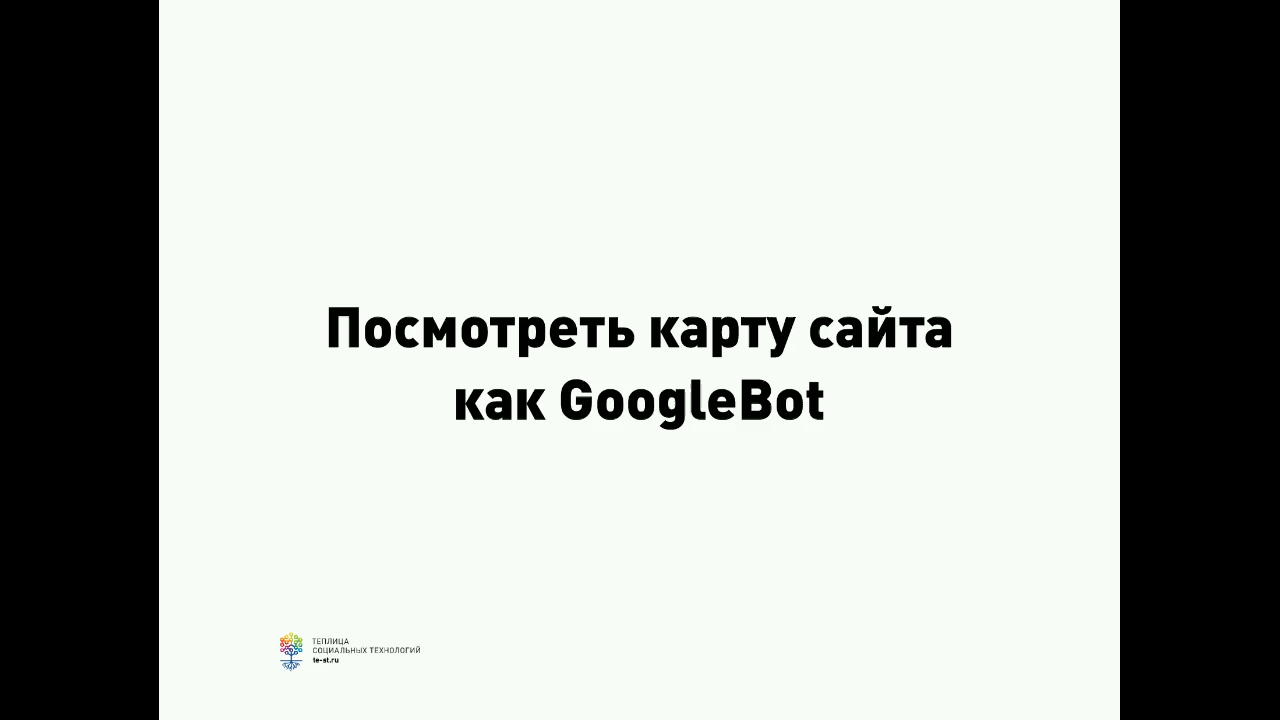 Посмотреть карту сайта
как GoogleBot
ТЕПЛИЦА
СОЦИАЛЬНЫХ ТЕХНОЛОГИЙ
te-st.ru